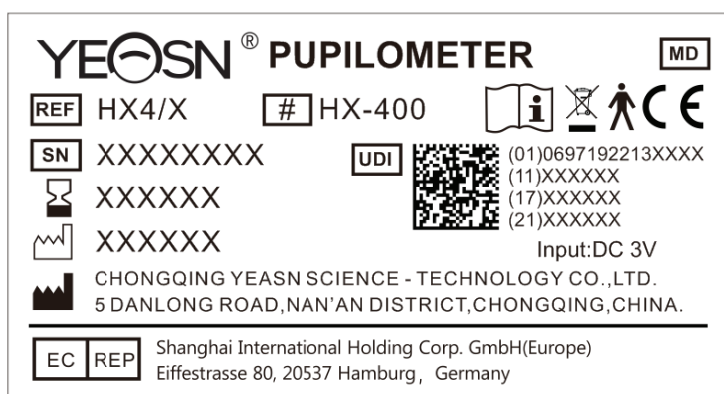 YEASN® PUPILOMETER MD
REF HX4/X # HX-400
SN XXXXXXXX UDI (01)0697192213XXXX
(11)XXXXXX
XXXXXX (17)XXXXXX
(21)XXXXXX
XXXXXX Input:DC 3V
CHONGQING YEASN SCIENCE - TECHNOLOGY CO.,LTD.
5 DANLONG ROAD,NAN'AN DISTRICT,CHONGQING,CHINA.
EC REP Shanghai International Holding Corp. GmbH(Europe)
Eiffestrasse 80, 20537 Hamburg, Germany